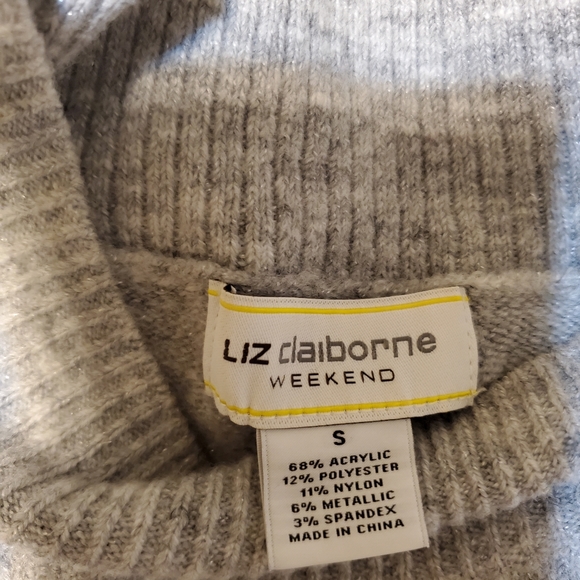 LIZ claiborne
WEEKEND
S
68% ACRYLIC
12% POLYESTER
11% NYLON
6% METALLIC
3% SPANDEX
MADE IN CHINA